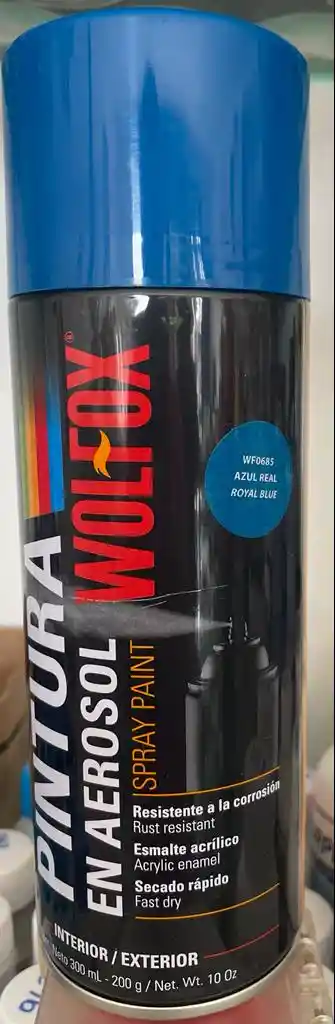 WOLFOX
®
PINTURA
EN AEROSOL
SPRAY PAINT
WF0685
AZUL REAL
ROYAL BLUE
Resistente a la corrosión
Rust resistant
Esmalte acrílico
Acrylic enamel
Secado rápido
Fast dry
INTERIOR / EXTERIOR
Neto 300 mL - 200 g / Net. Wt. 10 Oz